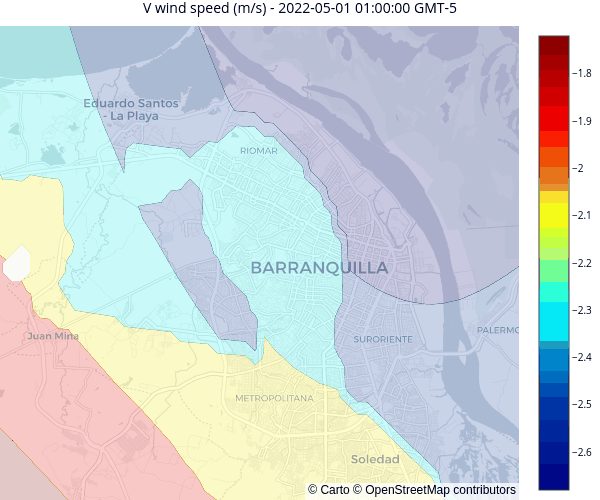 V wind speed (m/s) - 2022-05-01 01:00:00 GMT-5
Eduardo Santos
- La Playa
RIOMAR
BARRANQUILLA
Juan Mina
SURORIENTE
PALERMO
METROPOLITANA
Soledad
© Carto © OpenStreetMap contributors
−1.8
−1.9
−2
−2.1
−2.2
−2.3
−2.4
−2.5
−2.6